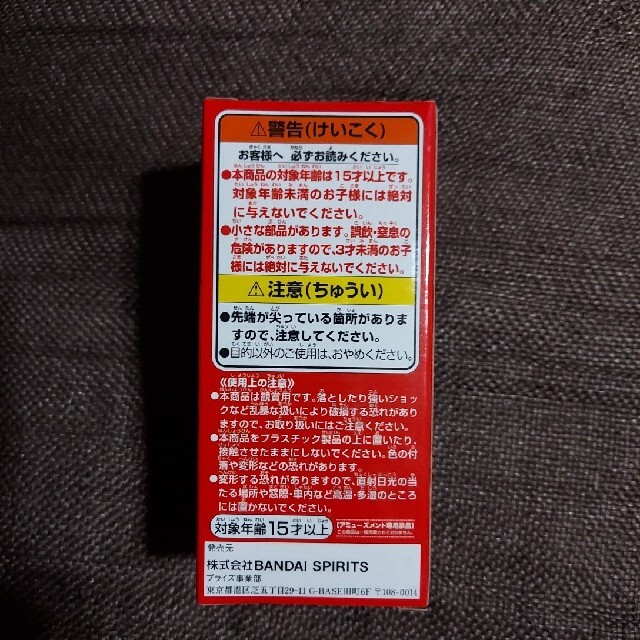 ⚠警告(けいこく)
お客様へ 必ずお読みください。
●本商品の対象年齢は15才以上です。
対象年齢未満のお子様には絶対
に与えないでください。
●小さな部品があります。誤飲・窒息の
危険がありますので、3才未満のお子
様には絶対に与えないでください。
⚠注意(ちゅうい)
●先端が尖っている箇所がありま
すので、注意してください。
●目的以外のご使用は、おやめください。
《使用上の注意》
●本商品は観賞用です。落としたり強いショッ
クなど乱暴な扱いにより破損する恐れがあり
ますので、お取り扱いにはご注意ください。
●本商品をプラスチック製品の上に置いたり、
接触させたままにしないでください。色の付
着や変形などの恐れがあります。
●変形する恐れがありますので、直射日光の当
たる場所や窓際・車内など高温・多湿のところ
には置かないでください。
対象年齢15才以上
【アミューズメント専用景品】
発売元
株式会社BANDAI SPIRITS
プライズ事業部
東京都港区芝五丁目29-11 G-BASE田町6F 〒108-0014